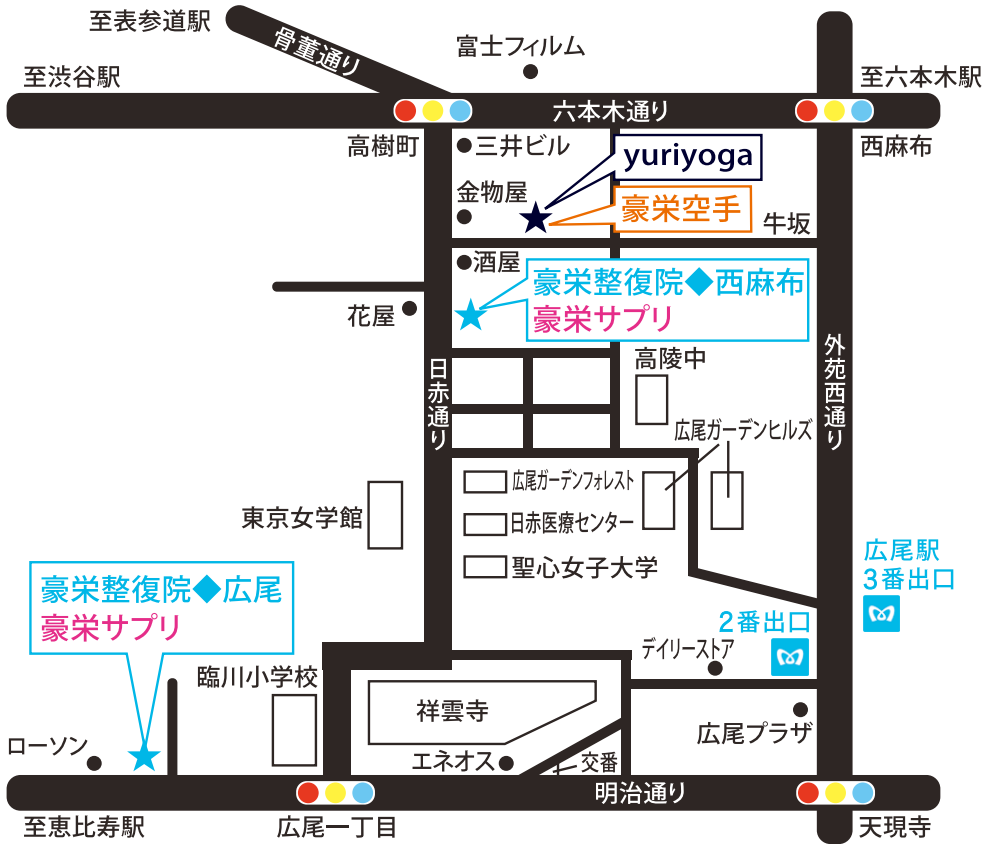 至表参道駅
骨董通り
富士フィルム
至渋谷駅
至六本木駅
六本木通り
高樹町
三井ビル
西麻布
yuriyoga
金物屋
豪栄空手
牛坂
酒屋
豪栄整復院◆西麻布
豪栄サプリ
花屋
日赤通り
高陵中
外苑西通り
広尾ガーデンヒルズ
広尾ガーデンフォレスト
東京女学館
日赤医療センター
聖心女子大学
広尾駅
3番出口
豪栄整復院◆広尾
豪栄サプリ
2番出口
デイリーストア
臨川小学校
祥雲寺
広尾プラザ
ローソン
エネオス
交番
明治通り
至恵比寿駅
広尾一丁目
天現寺